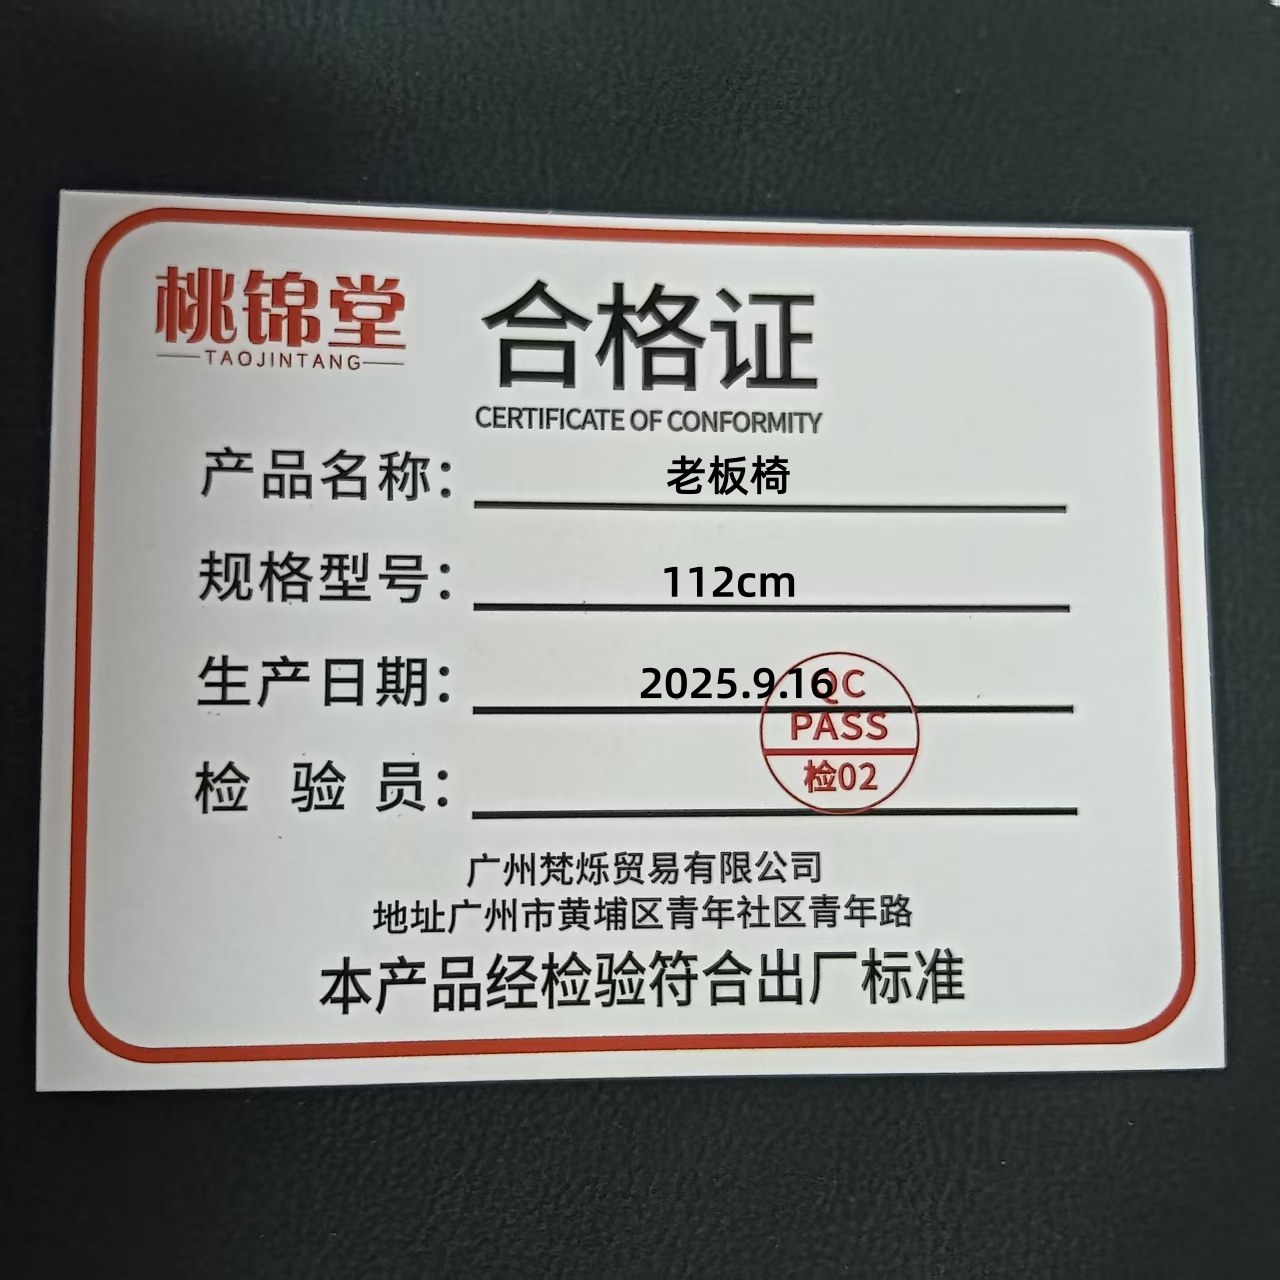 桃锦堂
TAOJINTANG
合格证
CERTIFICATE OF CONFORMITY
产品名称：老板椅
规格型号：112cm
生产日期：2025.9.16
检验员：
QC
PASS
检02
广州梵烁贸易有限公司
地址广州市黄埔区青年社区青年路
本产品经检验符合出厂标准